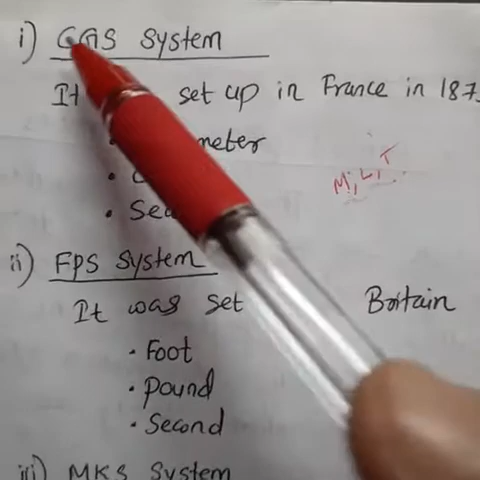 i) CGS System
It set up in France in 187
meter
M, L, T
· Sec
ii) FPS System
It was set Britain
· Foot
· Pound
· Second
iii) MKS System